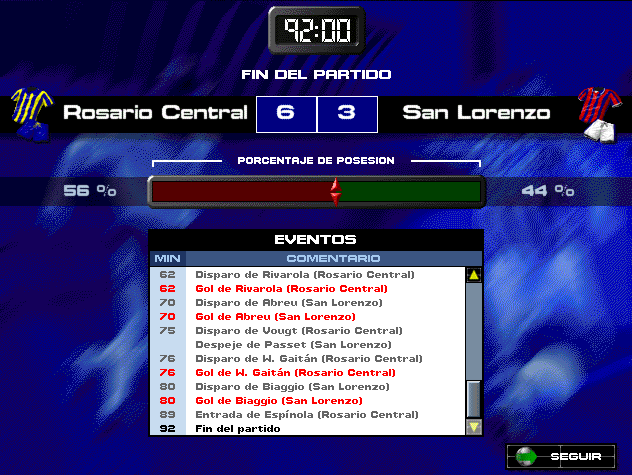 92:00
FIN DEL PARTIDO
Rosario Central 6 3 San Lorenzo
PORCENTAJE DE POSESION
56 % 44 %
EVENTOS
MIN COMENTARIO
62 Disparo de Rivarola (Rosario Central)
62 Gol de Rivarola (Rosario Central)
70 Disparo de Abreu (San Lorenzo)
70 Gol de Abreu (San Lorenzo)
75 Disparo de Vougt (Rosario Central)
Despeje de Passet (San Lorenzo)
76 Disparo de W. Gaitán (Rosario Central)
76 Gol de W. Gaitán (Rosario Central)
80 Disparo de Biaggio (San Lorenzo)
80 Gol de Biaggio (San Lorenzo)
89 Entrada de Espínola (Rosario Central)
92 Fin del partido
SEGUIR